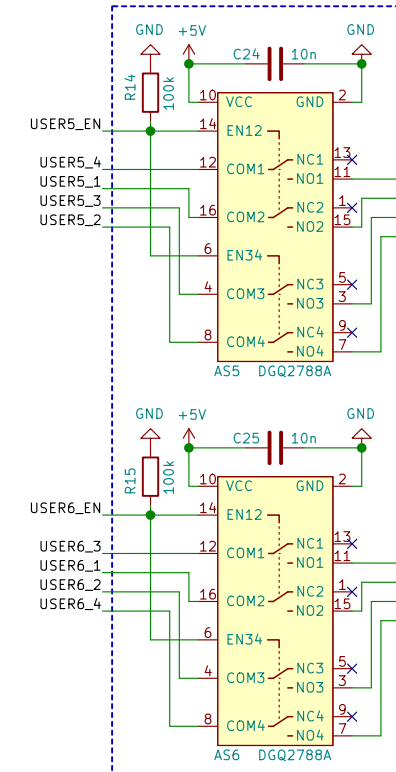 GND +5V GND
C24 10n
R14 100k
10 VCC GND 2
USER5_EN 14 EN12
NC1 13
USER5_4 12 COM1
NO1 11
USER5_1
USER5_3 NC2 1
16 COM2
USER5_2 NO2 15
6 EN34
NC3 5
4 COM3
NO3 3
NC4 9
8 COM4
NO4 7
AS5 DGQ2788A
GND +5V GND
C25 10n
R15 100k
10 VCC GND 2
USER6_EN 14 EN12
NC1 13
USER6_3 12 COM1
NO1 11
USER6_1
USER6_2 NC2 1
16 COM2
USER6_4 NO2 15
6 EN34
NC3 5
4 COM3
NO3 3
NC4 9
8 COM4
NO4 7
AS6 DGQ2788A